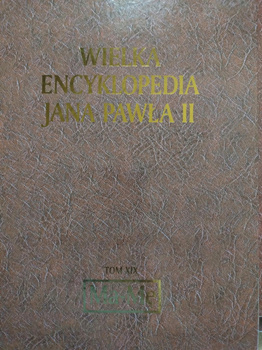 WIELKA
ENCYKLOPEDIA
JANA PAWŁA II
TOM XIX